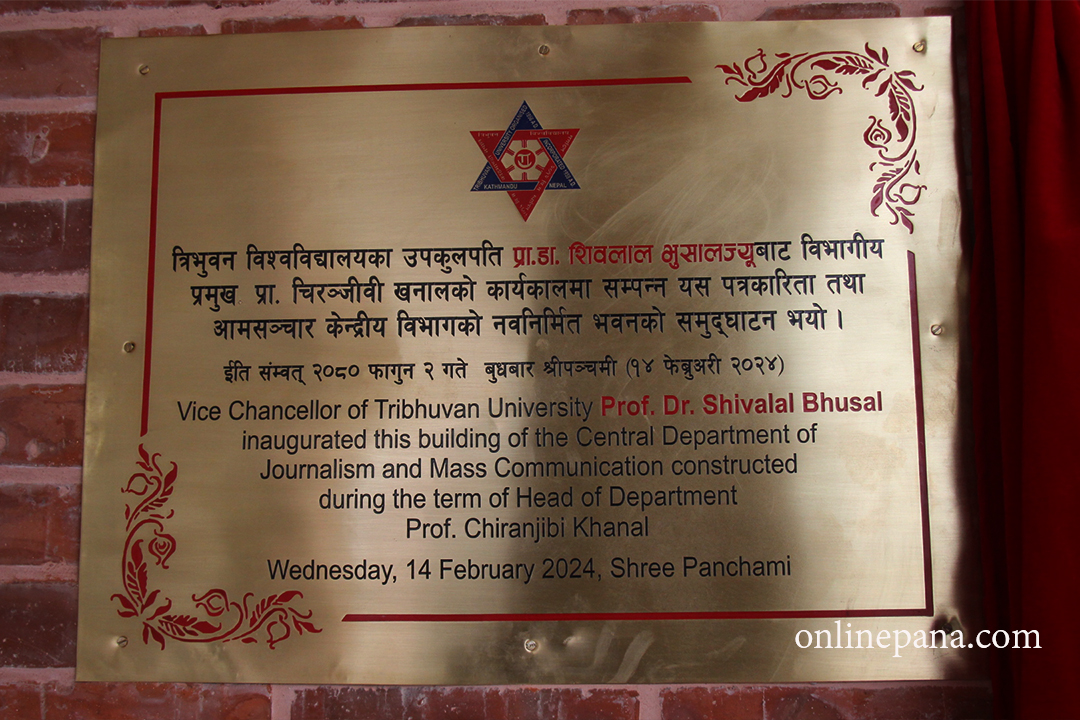 KATHMANDU
NEPAL
त्रिभुवन विश्वविद्यालयका उपकुलपति प्रा.डा. शिवलाल भुसालज्यूबाट विभागीय
प्रमुख प्रा. चिरञ्जीवी खनालको कार्यकालमा सम्पन्न यस पत्रकारिता तथा
आमसञ्चार केन्द्रीय विभागको नवनिर्मित भवनको समुद्घाटन भयो ।
ईति संम्वत् २०८० फागुन २ गते बुधबार श्रीपञ्चमी (१४ फेब्रुअरी २०२४)
Vice Chancellor of Tribhuvan University Prof. Dr. Shivalal Bhusal
inaugurated this building of the Central Department of
Journalism and Mass Communication constructed
during the term of Head of Department
Prof. Chiranjibi Khanal
Wednesday, 14 February 2024, Shree Panchami
onlinepana.com